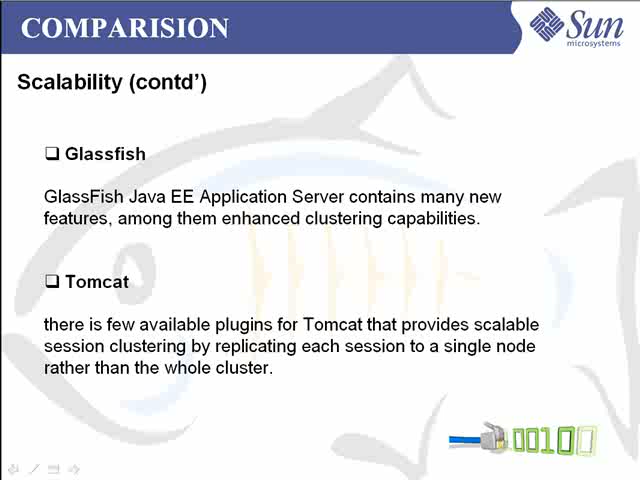 COMPARISION
Sun
microsystems
Scalability (contd’)
❑ Glassfish
GlassFish Java EE Application Server contains many new
features, among them enhanced clustering capabilities.
❑ Tomcat
there is few available plugins for Tomcat that provides scalable
session clustering by replicating each session to a single node
rather than the whole cluster.
00100